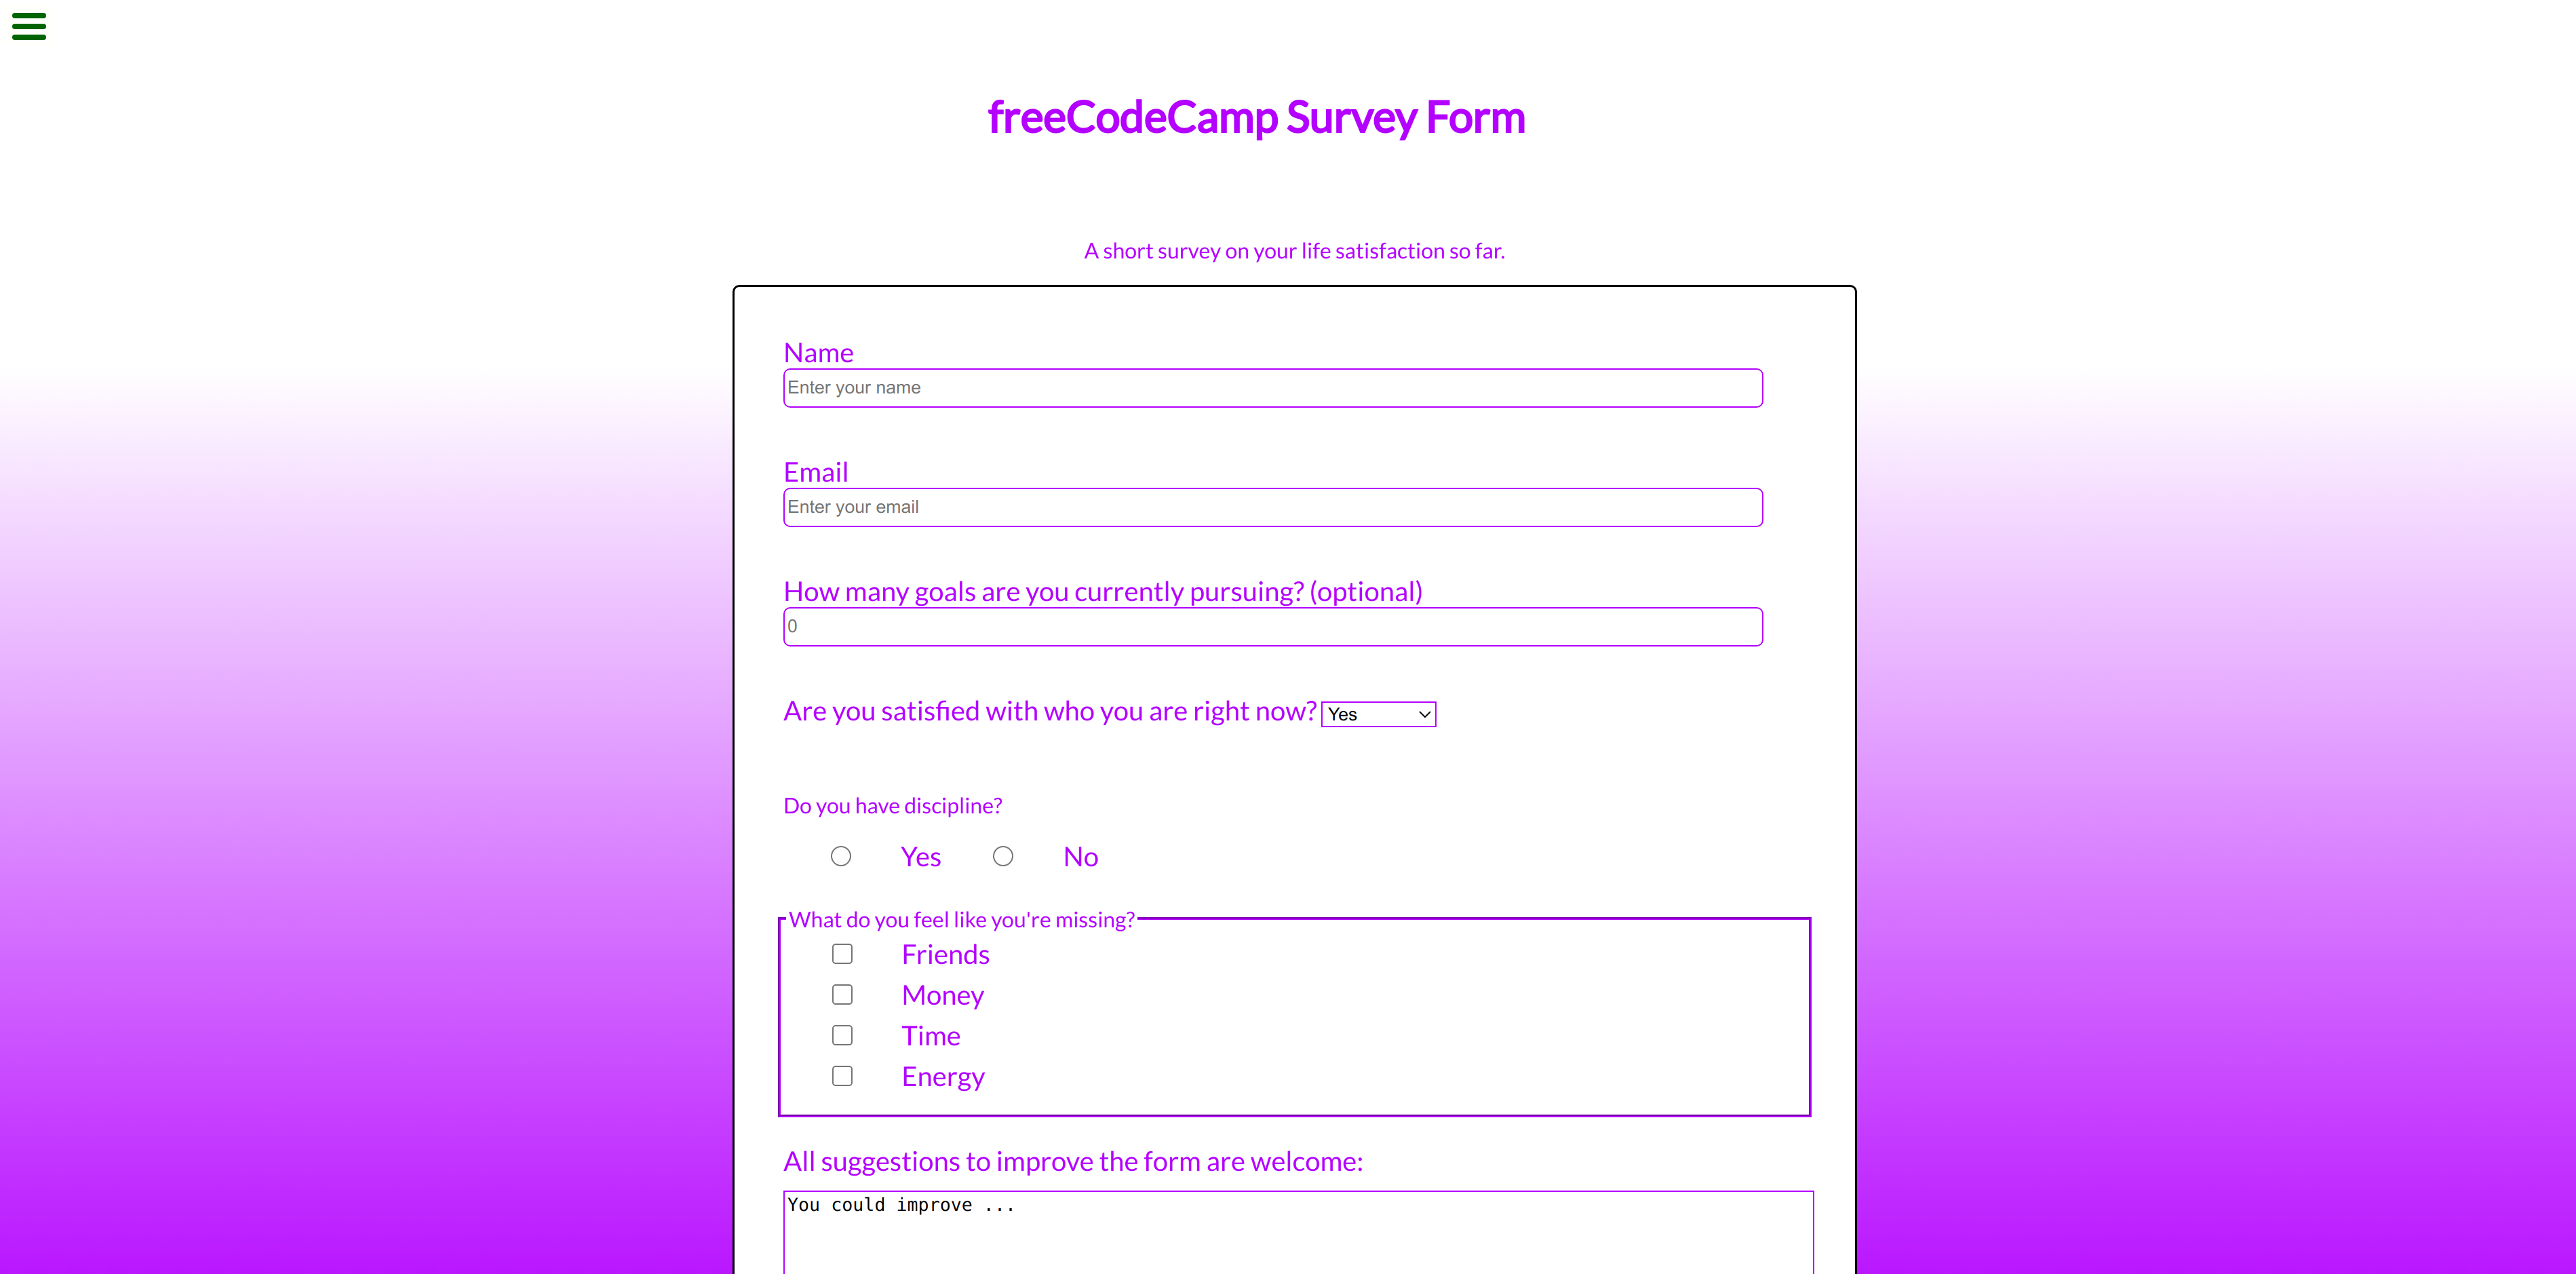 freeCodeCamp Survey Form
A short survey on your life satisfaction so far.
Name
Enter your name
Email
Enter your email
How many goals are you currently pursuing? (optional)
0
Are you satisfied with who you are right now? Yes
Do you have discipline?
Yes No
What do you feel like you're missing?
Friends
Money
Time
Energy
All suggestions to improve the form are welcome:
You could improve ...